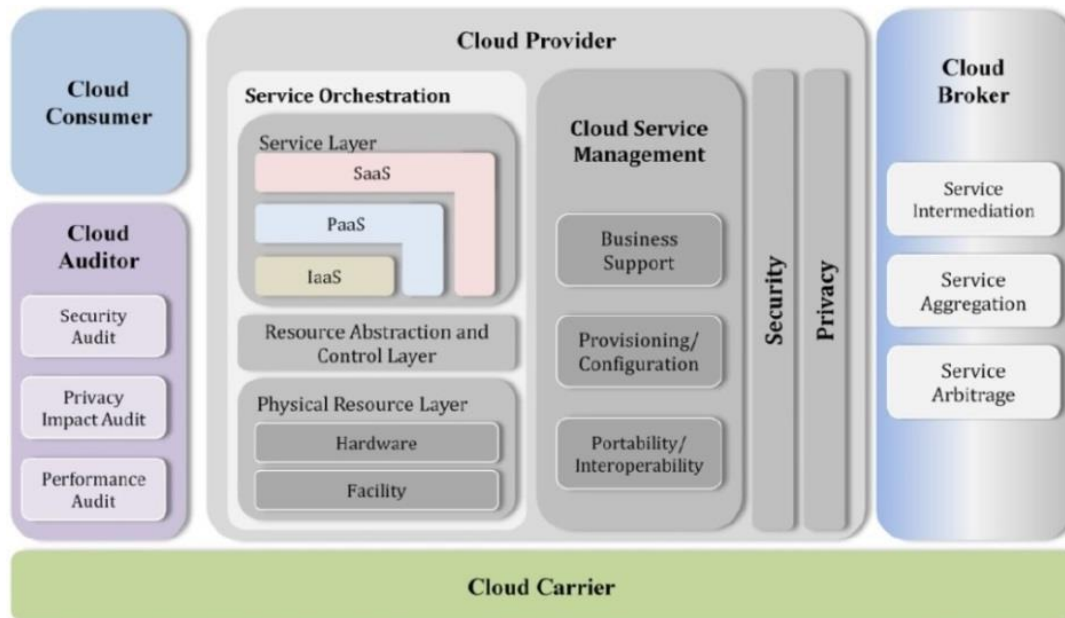 Cloud
Consumer
Cloud
Auditor
Security
Audit
Privacy
Impact Audit
Performance
Audit
Cloud Provider
Service Orchestration
Service Layer
SaaS
PaaS
IaaS
Resource Abstraction and
Control Layer
Physical Resource Layer
Hardware
Facility
Cloud Service
Management
Business
Support
Provisioning/
Configuration
Portability/
Interoperability
Security
Privacy
Cloud
Broker
Service
Intermediation
Service
Aggregation
Service
Arbitrage
Cloud Carrier